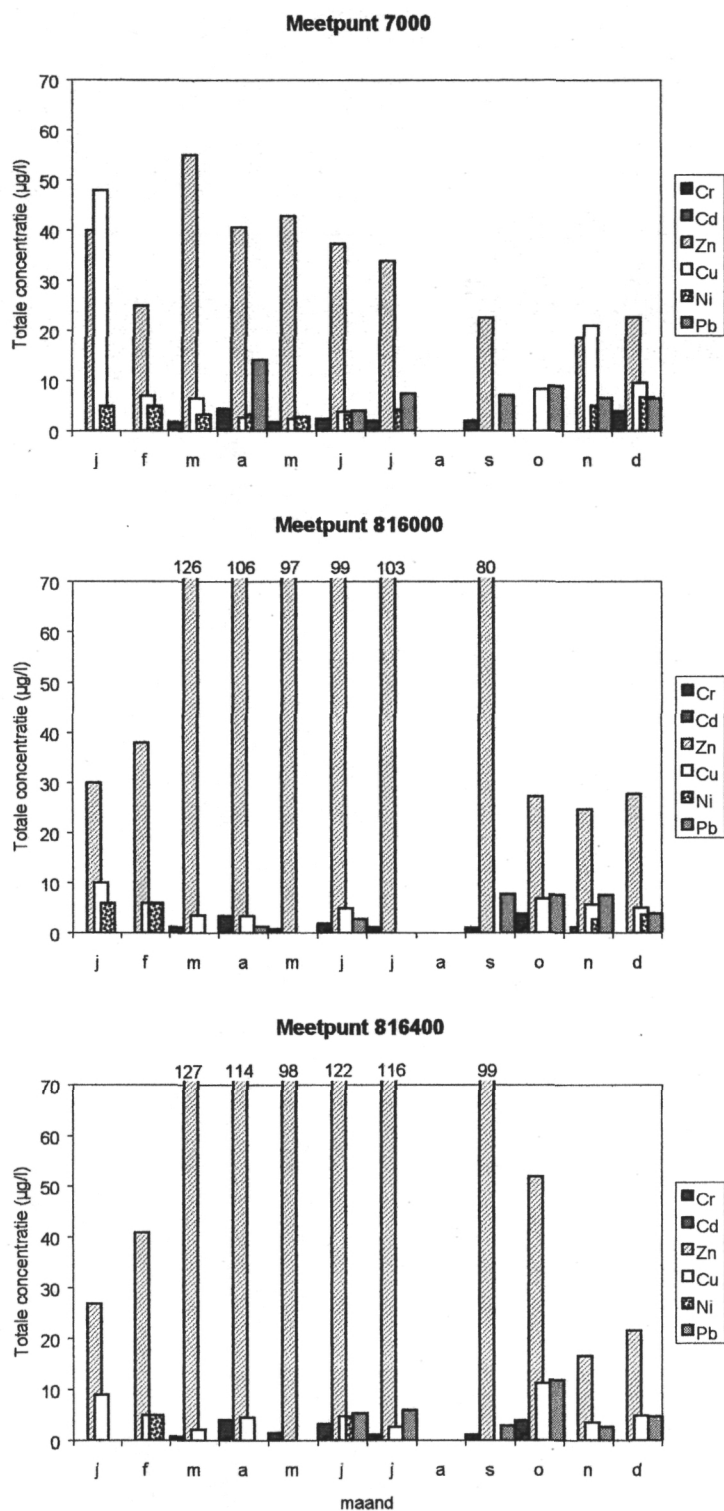 Meetpunt 7000
Totale concentratie (µg/l)
70
60
50
40
30
20
10
0
j f m a m j j a s o n d
Cr
Cd
Zn
Cu
Ni
Pb
Meetpunt 816000
126 106 97 99 103 80
Totale concentratie (µg/l)
70
60
50
40
30
20
10
0
j f m a m j j a s o n d
Cr
Cd
Zn
Cu
Ni
Pb
Meetpunt 816400
127 114 98 122 116 99
Totale concentratie (µg/l)
70
60
50
40
30
20
10
0
j f m a m j j a s o n d
maand
Cr
Cd
Zn
Cu
Ni
Pb